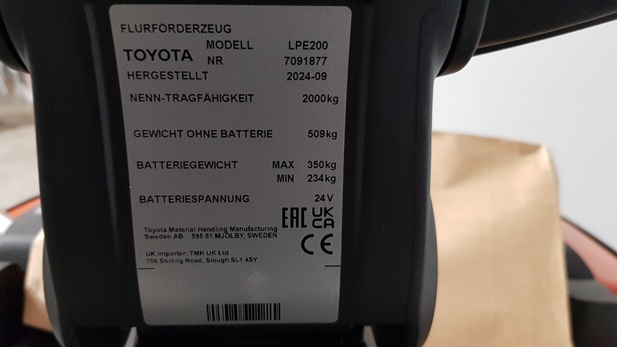 FLURFÖRDERZEUG
TOYOTA MODELL LPE200
NR 7091877
HERGESTELLT 2024-09
NENN-TRAGFÄHIGKEIT 2000kg
GEWICHT OHNE BATTERIE 509kg
BATTERIEGEWICHT MAX 350kg
MIN 234kg
BATTERIESPANNUNG 24V
EAC UK CA
CE
Toyota Material Handling Manufacturing
Sweden AB 595 81 MJÖLBY, SWEDEN
UK Importer: TMH UK Ltd
706 Stirling Road, Slough SL1 4SY